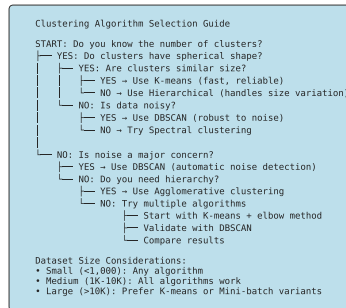 Clustering Algorithm Selection Guide
START: Do you know the number of clusters?
├── YES: Do clusters have spherical shape?
│   ├── YES: Are clusters similar size?
│   │   ├── YES → Use K-means (fast, reliable)
│   │   └── NO → Use Hierarchical (handles size variation)
│   └── NO: Is data noisy?
│       ├── YES → Use DBSCAN (robust to noise)
│       └── NO → Try Spectral clustering
│
└── NO: Is noise a major concern?
    ├── YES → Use DBSCAN (automatic noise detection)
    └── NO: Do you need hierarchy?
        ├── YES → Use Agglomerative clustering
        └── NO: Try multiple algorithms
                ├── Start with K-means + elbow method
                ├── Validate with DBSCAN
                └── Compare results
Dataset Size Considerations:
• Small (<1,000): Any algorithm
• Medium (1K-10K): All algorithms work
• Large (>10K): Prefer K-means or Mini-batch variants